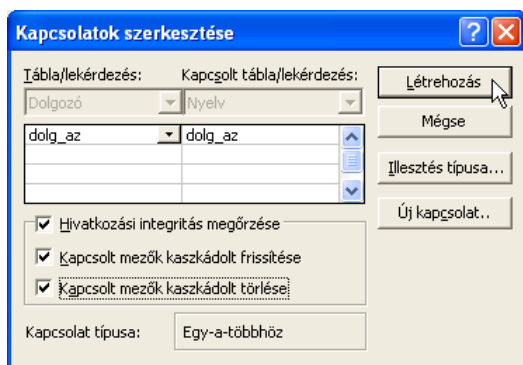 Kapcsolatok szerkesztése
Tábla/lekérdezés: Kapcsolt tábla/lekérdezés:
Dolgozó Nyelv
dolg_az dolg_az
Hivatkozási integritás megőrzése
Kapcsolt mezők kaszkádolt frissítése
Kapcsolt mezők kaszkádolt törlése
Kapcsolat típusa: Egy-a-többhöz
Létrehozás
Mégse
Illesztés típusa...
Új kapcsolat..